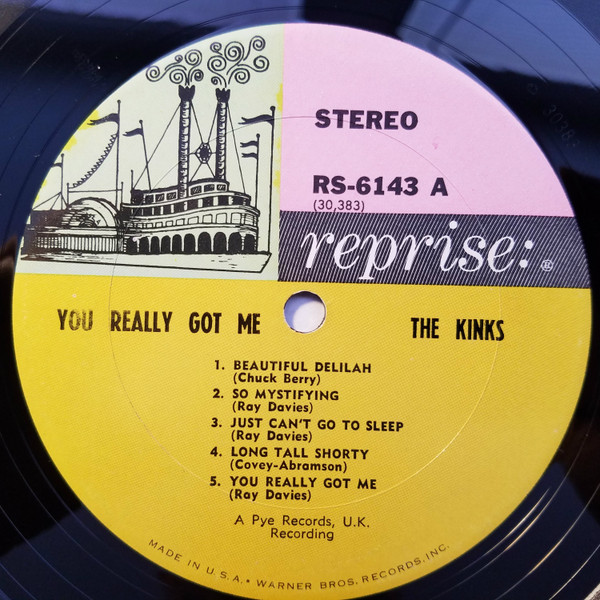 STEREO
RS-6143 A
(30,383)
reprise:®
YOU REALLY GOT ME
THE KINKS
1. BEAUTIFUL DELILAH
(Chuck Berry)
2. SO MYSTIFYING
(Ray Davies)
3. JUST CAN'T GO TO SLEEP
(Ray Davies)
4. LONG TALL SHORTY
(Covey-Abramson)
5. YOU REALLY GOT ME
(Ray Davies)
A Pye Records, U.K.
Recording
MADE IN U.S.A. • WARNER BROS. RECORDS, INC.